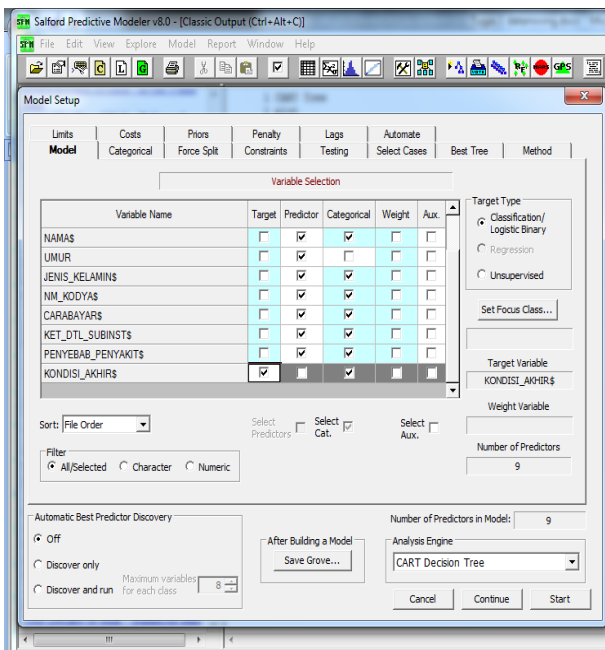 Salford Predictive Modeler v8.0 - [Classic Output (Ctrl+Alt+C)]
File Edit View Explore Model Report Window Help
Model Setup
Limits Costs Priors Penalty Lags Automate
Model Categorical Force Split Constraints Testing Select Cases Best Tree Method
Variable Selection
Variable Name Target Predictor Categorical Weight Aux.
NAMA$
UMUR
JENIS_KELAMIN$
NM_KODYA$
CARABAYAR$
KET_DTL_SUBINST$
PENYEBAB_PENYAKIT$
KONDISI_AKHIR$
Sort: File Order
Select Predictors
Select Cat.
Select Aux.
Filter
All/Selected Character Numeric
Target Type
Classification/
Logistic Binary
Regression
Unsupervised
Set Focus Class...
Target Variable
KONDISI_AKHIR$
Weight Variable
Number of Predictors
9
Automatic Best Predictor Discovery
Off
Discover only
Discover and run
Maximum variables
for each class
8
After Building a Model
Save Grove...
Number of Predictors in Model: 9
Analysis Engine
CART Decision Tree
Cancel Continue Start